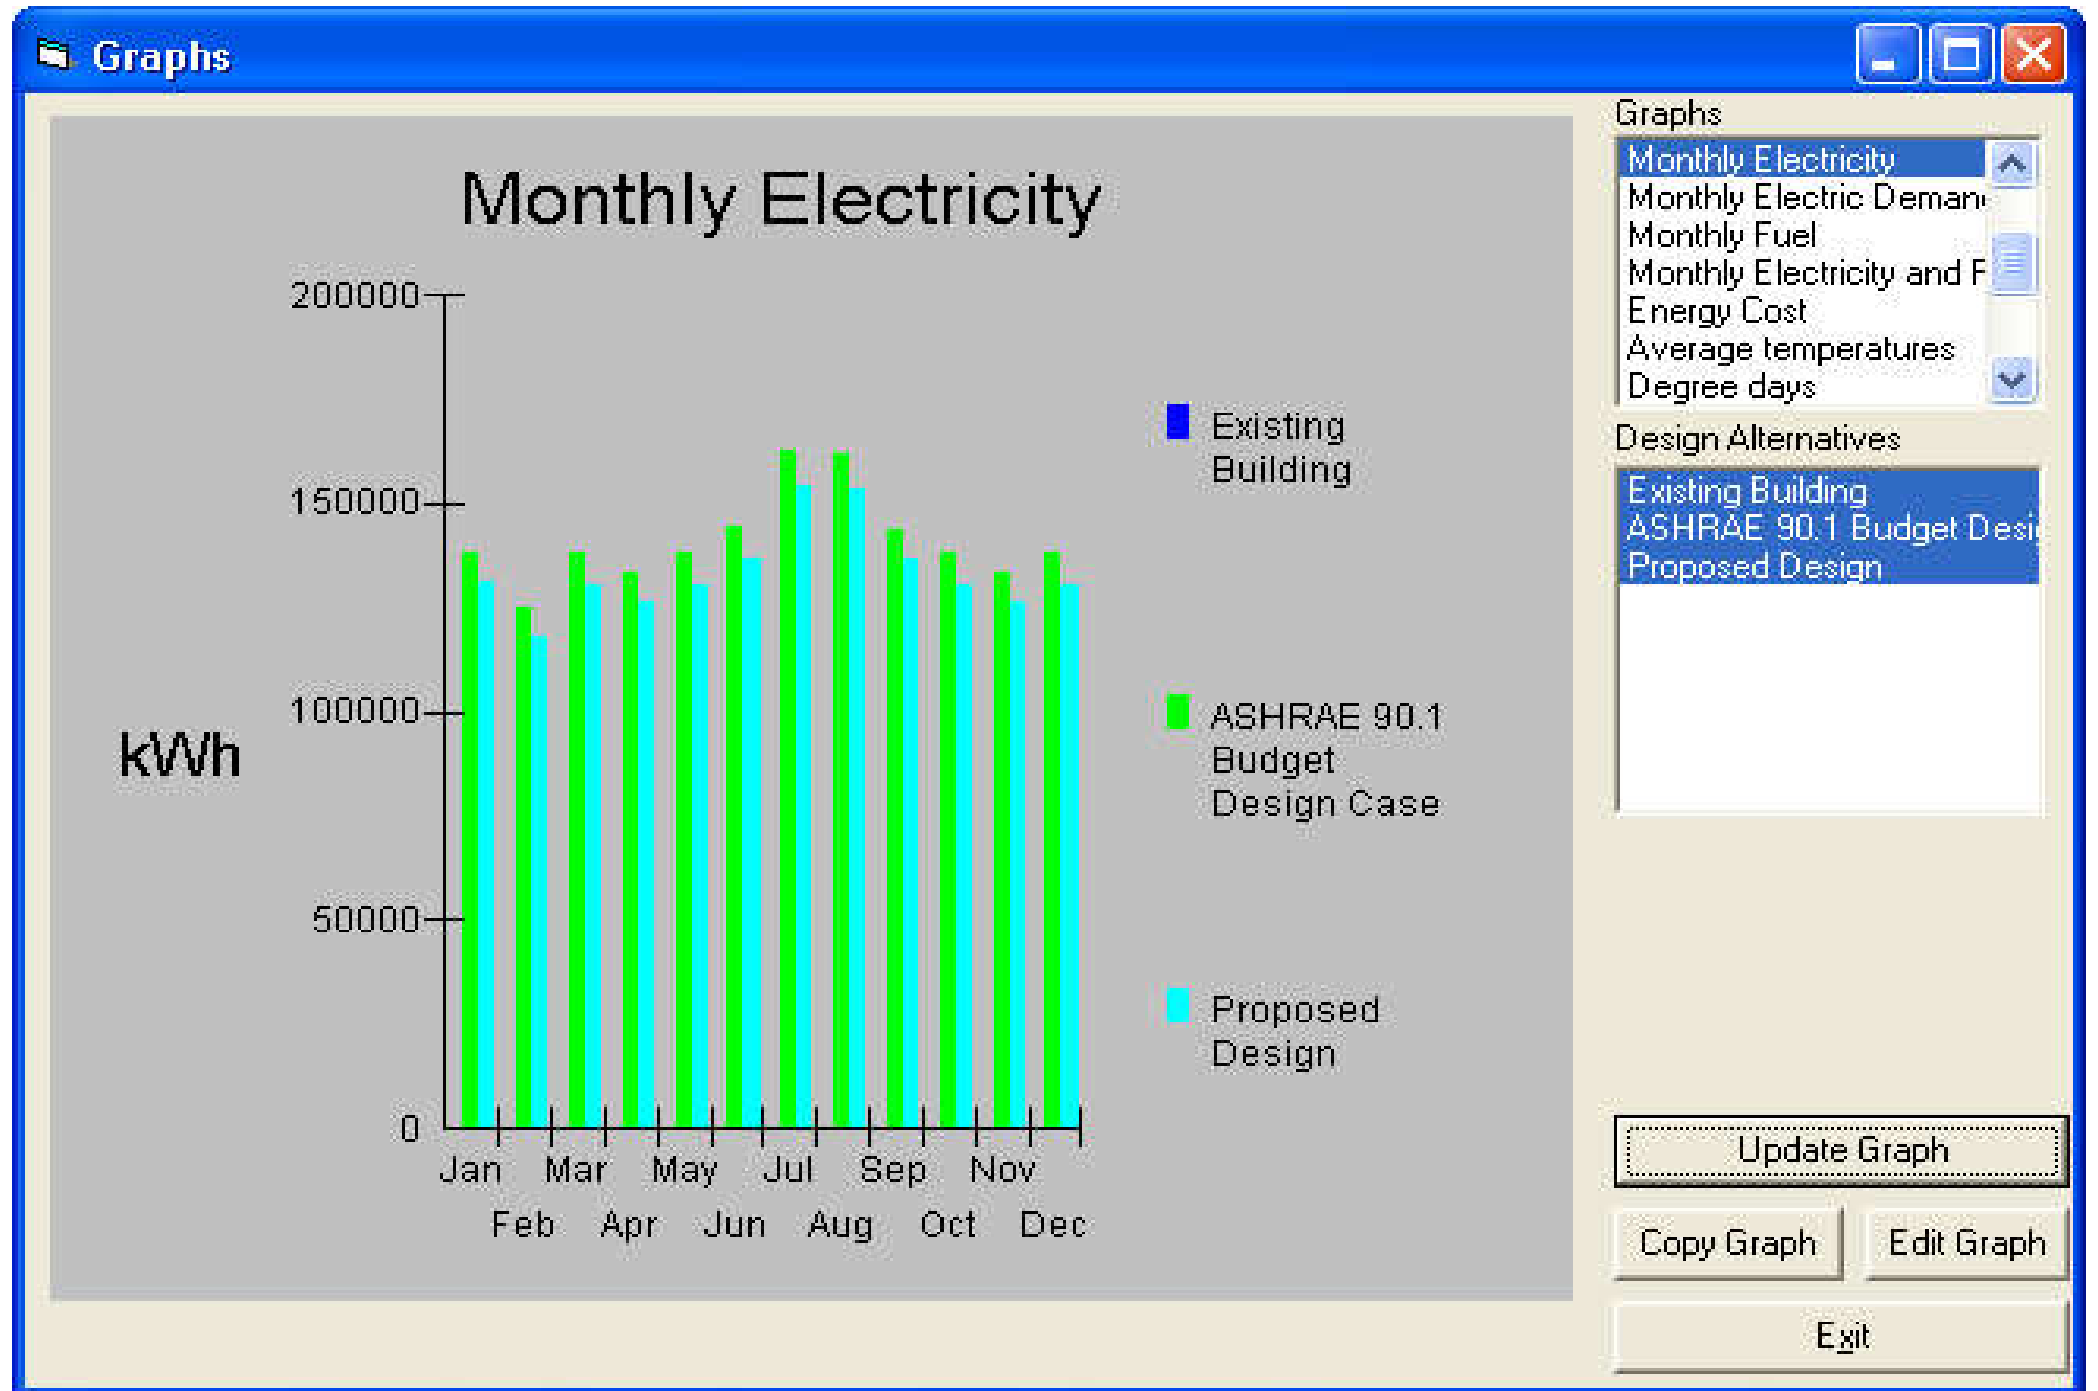 Graphs
Monthly Electricity
200000
150000
100000
50000
0
kWh
Jan Mar May Jul Sep Nov
Feb Apr Jun Aug Oct Dec
Existing
Building
ASHRAE 90.1
Budget
Design Case
Proposed
Design
Graphs
Monthly Electricity
Monthly Electric Deman
Monthly Fuel
Monthly Electricity and F
Energy Cost
Average temperatures
Degree days
Design Alternatives
Existing Building
ASHRAE 90.1 Budget Desi
Proposed Design
Update Graph
Copy Graph Edit Graph
Exit